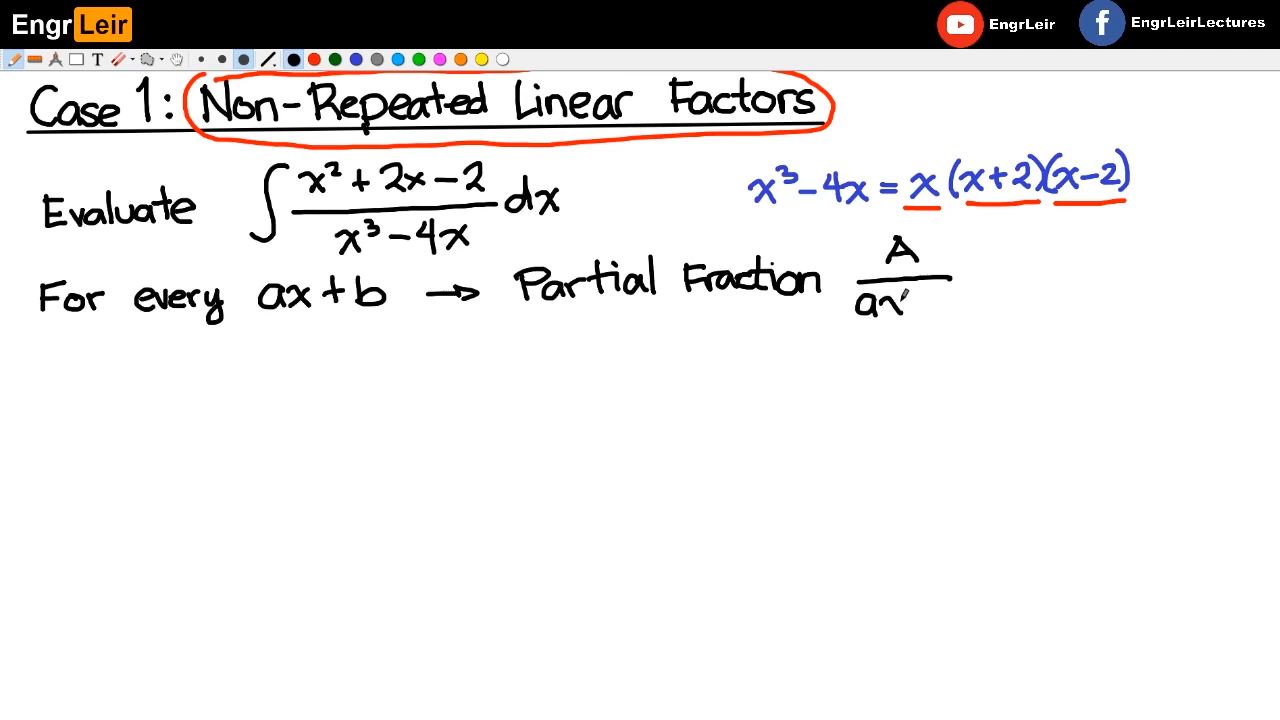 EngrLeir EngrLeir EngrLeirLectures
Case 1: Non-Repeated Linear Factors
Evaluate ∫ (x² + 2x − 2)/(x³ − 4x) dx
x³ − 4x = x (x+2)(x−2)
For every ax + b → Partial Fraction A/ax